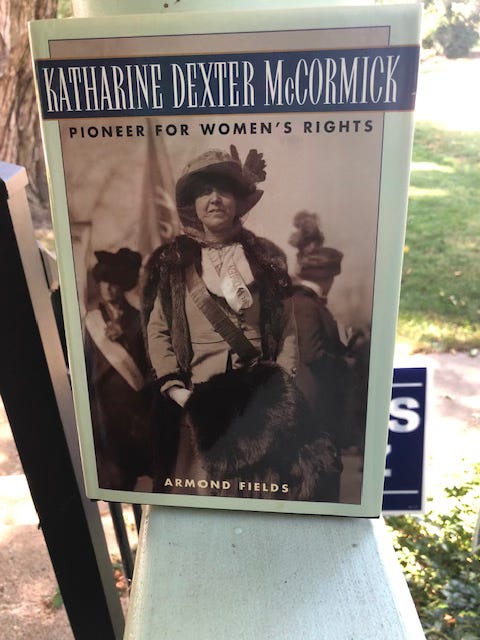 KATHARINE DEXTER McCORMICK
PIONEER FOR WOMEN'S RIGHTS
ARMOND FIELDS
S